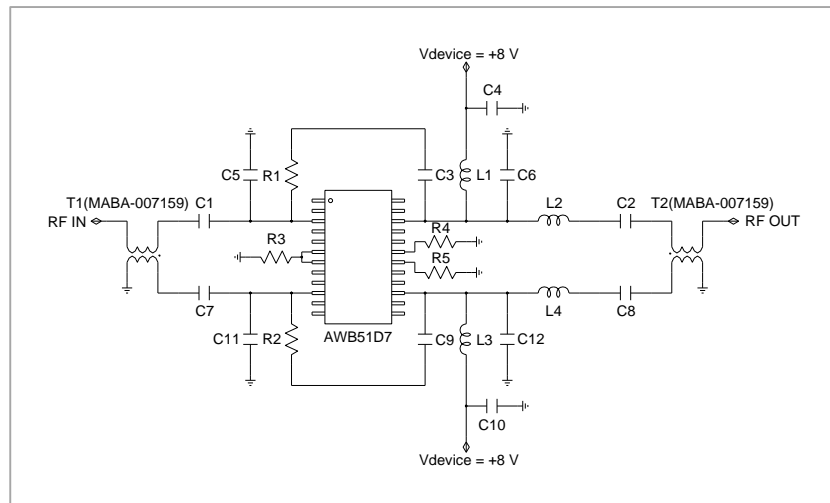 Vdevice = +8 V
C4
C5
R1
C3
L1
C6
T1(MABA-007159)
C1
L2
C2
T2(MABA-007159)
RF IN
RF OUT
R4
R3
R5
C7
L4
C8
C11
R2
AWB51D7
C9
L3
C12
C10
Vdevice = +8 V